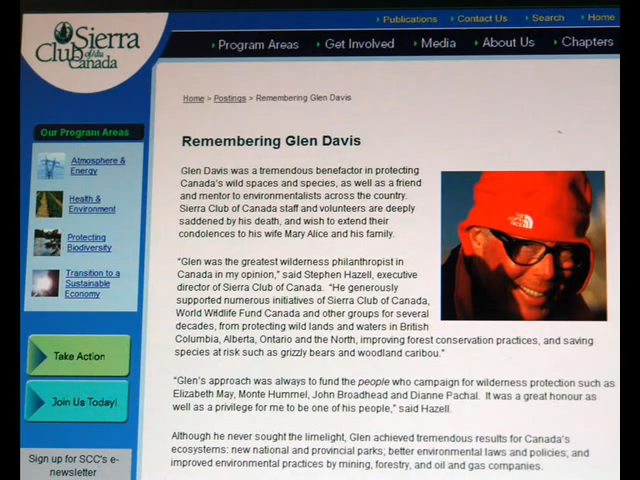 Publications
Contact Us
Search
Home
Sierra
Club of/du
Canada
Program Areas
Get Involved
Media
About Us
Chapters
Home > Postings > Remembering Glen Davis
Our Program Areas
Atmosphere &
Energy
Health &
Environment
Protecting
Biodiversity
Transition to a
Sustainable
Economy
Take Action
Join Us Today!
Sign up for SCC's e-
newsletter
Remembering Glen Davis
Glen Davis was a tremendous benefactor in protecting
Canada's wild spaces and species, as well as a friend
and mentor to environmentalists across the country.
Sierra Club of Canada staff and volunteers are deeply
saddened by his death, and wish to extend their
condolences to his wife Mary Alice and his family.
"Glen was the greatest wilderness philanthropist in
Canada in my opinion," said Stephen Hazell, executive
director of Sierra Club of Canada. "He generously
supported numerous initiatives of Sierra Club of Canada,
World Wildlife Fund Canada and other groups for several
decades, from protecting wild lands and waters in British
Columbia, Alberta, Ontario and the North, improving forest conservation practices, and saving
species at risk such as grizzly bears and woodland caribou."
THE
NORTH
FACE
"Glen's approach was always to fund the people who campaign for wilderness protection such as
Elizabeth May, Monte Hummel, John Broadhead and Dianne Pachal. It was a great honour as
well as a privilege for me to be one of his people," said Hazell.
Although he never sought the limelight, Glen achieved tremendous results for Canada's
ecosystems: new national and provincial parks; better environmental laws and policies; and
improved environmental practices by mining, forestry, and oil and gas companies.